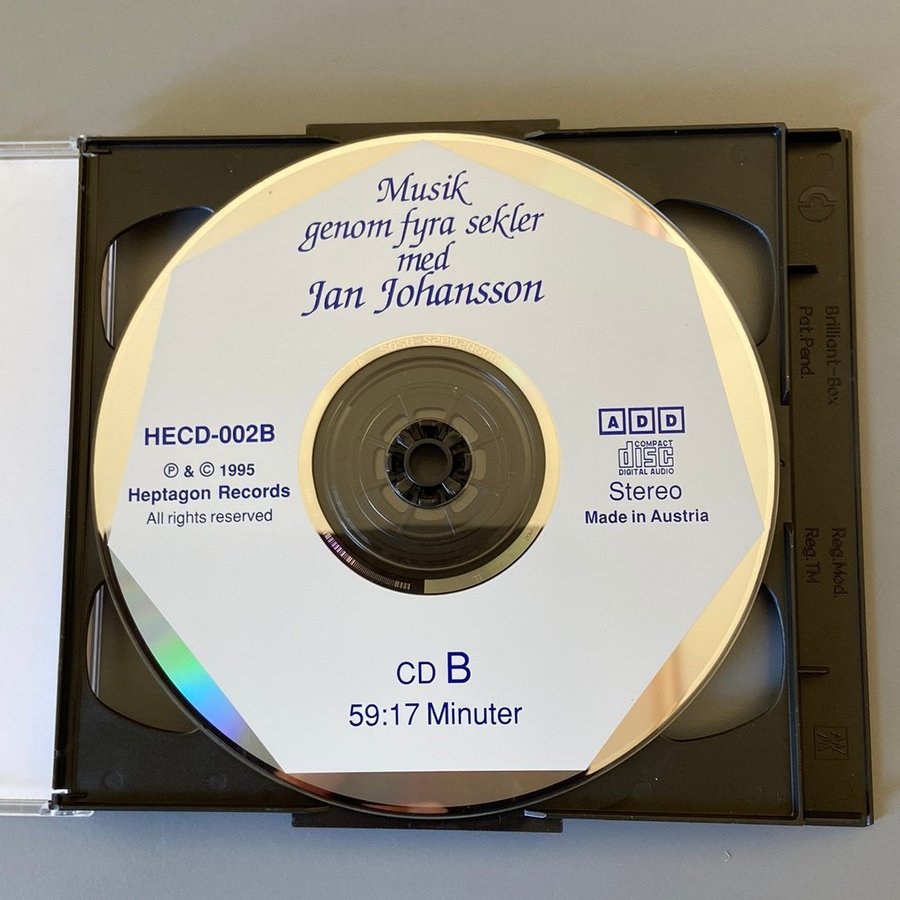 Musik
genom fyra sekler
med
Jan Johansson
HECD-002B
℗ & © 1995
Heptagon Records
All rights reserved
ADD
COMPACT
disc
DIGITAL AUDIO
Stereo
Made in Austria
CD B
59:17 Minuter
Brilliant-Box
Pat.Pend.
Reg.Mod.
Reg.TM